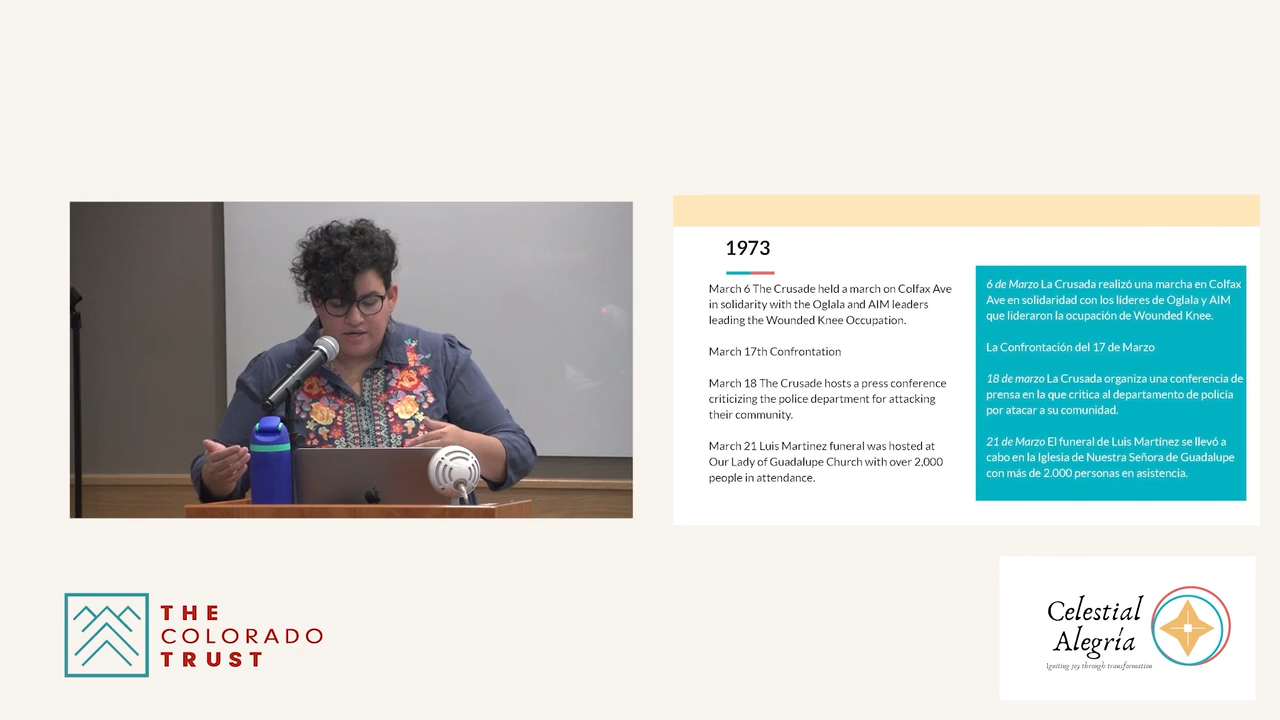 1973
March 6 The Crusade held a march on Colfax Ave
in solidarity with the Oglala and AIM leaders
leading the Wounded Knee Occupation.
March 17th Confrontation
March 18 The Crusade hosts a press conference
criticizing the police department for attacking
their community.
March 21 Luis Martinez funeral was hosted at
Our Lady of Guadalupe Church with over 2,000
people in attendance.
6 de Marzo La Crusada realizó una marcha en Colfax
Ave en solidaridad con los líderes de Oglala y AIM
que lideraron la ocupación de Wounded Knee.
La Confrontación del 17 de Marzo
18 de marzo La Crusada organiza una conferencia de
prensa en la que critica al departamento de policía
por atacar a su comunidad.
21 de Marzo El funeral de Luis Martínez se llevó a
cabo en la Iglesia de Nuestra Señora de Guadalupe
con más de 2,000 personas en asistencia.
THE
COLORADO
TRUST
Celestial
Alegría
Igniting joy through transformation